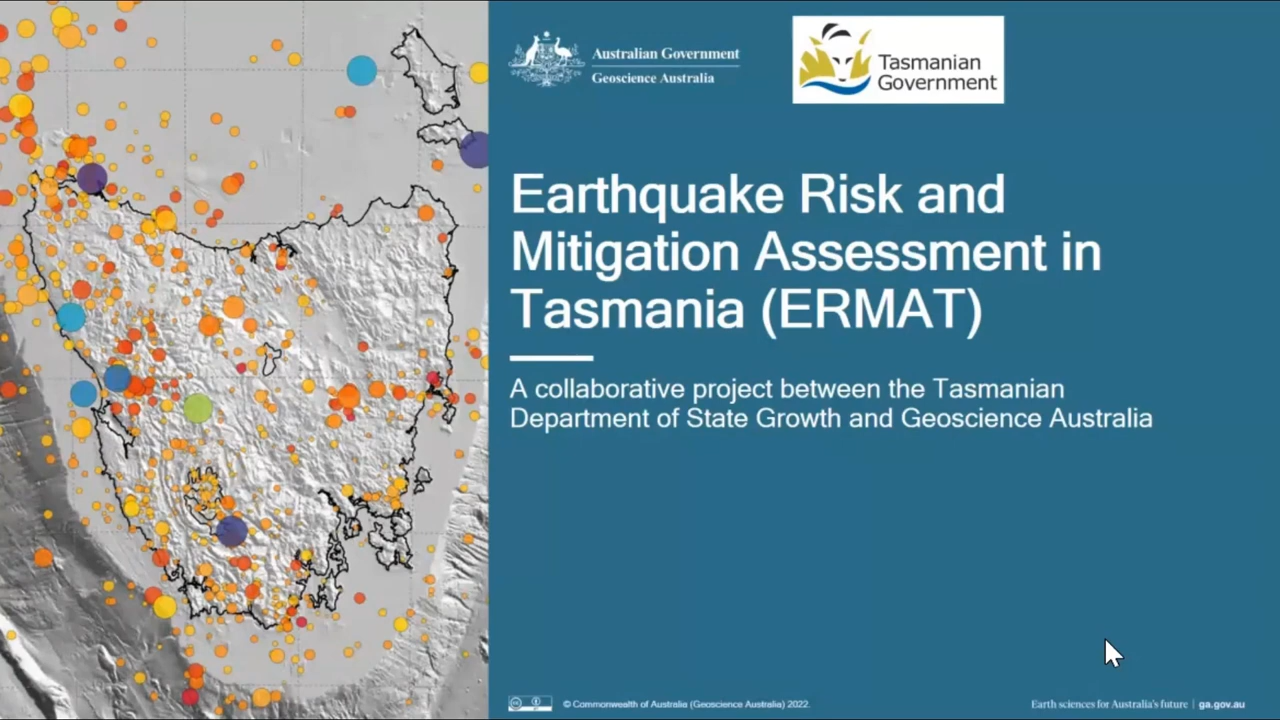 Australian Government
Geoscience Australia
Tasmanian
Government
Earthquake Risk and
Mitigation Assessment in
Tasmania (ERMAT)
A collaborative project between the Tasmanian
Department of State Growth and Geoscience Australia
© Commonwealth of Australia (Geoscience Australia) 2022.
Earth sciences for Australia's future | ga.gov.au